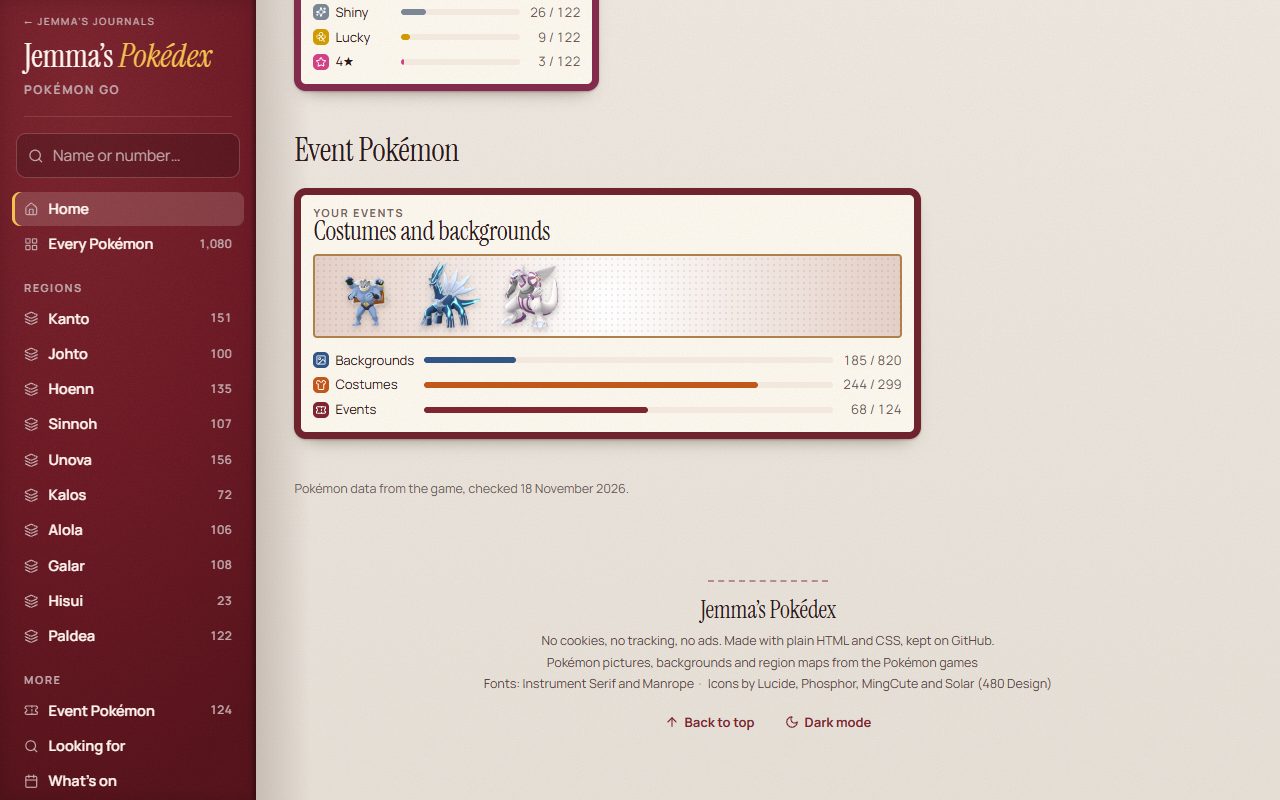 ← JEMMA'S JOURNALS
Jemma's Pokédex
POKÉMON GO
Name or number...
Home
Every Pokémon 1,080
REGIONS
Kanto 151
Johto 100
Hoenn 135
Sinnoh 107
Unova 156
Kalos 72
Alola 106
Galar 108
Hisui 23
Paldea 122
MORE
Event Pokémon 124
Looking for
What's on
Shiny 26 / 122
Lucky 9 / 122
4★ 3 / 122
Event Pokémon
YOUR EVENTS
Costumes and backgrounds
Backgrounds 185 / 820
Costumes 244 / 299
Events 68 / 124
Pokémon data from the game, checked 18 November 2026.
Jemma's Pokédex
No cookies, no tracking, no ads. Made with plain HTML and CSS, kept on GitHub.
Pokémon pictures, backgrounds and region maps from the Pokémon games
Fonts: Instrument Serif and Manrope · Icons by Lucide, Phosphor, MingCute and Solar (480 Design)
↑ Back to top Dark mode